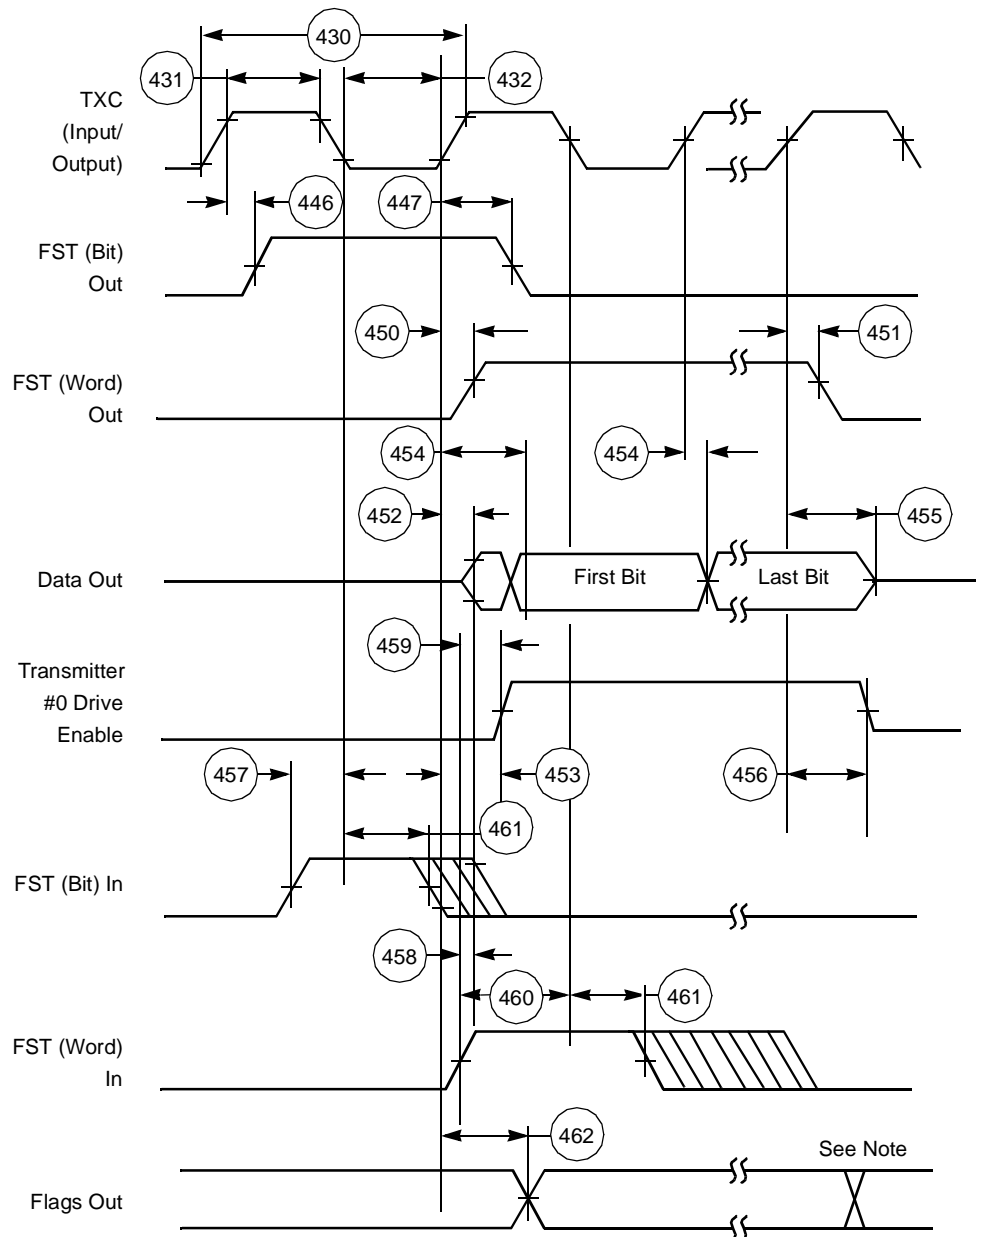 430
431
432
TXC
(Input/
Output)
446
447
FST (Bit)
Out
450
451
FST (Word)
Out
454
454
452
455
Data Out
First Bit
Last Bit
459
Transmitter
#0 Drive
Enable
457
453
456
461
FST (Bit) In
458
460
461
FST (Word)
In
462
See Note
Flags Out